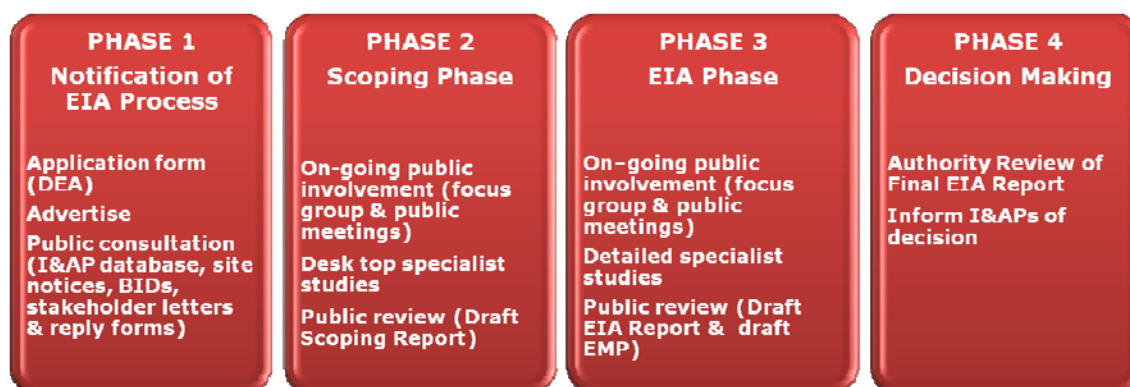 PHASE 1
Notification of
EIA Process
Application form
(DEA)
Advertise
Public consultation
(I&AP database, site
notices, BIDs,
stakeholder letters
& reply forms)
PHASE 2
Scoping Phase
On-going public
involvement (focus
group & public
meetings)
Desk top specialist
studies
Public review (Draft
Scoping Report)
PHASE 3
EIA Phase
On–going public
involvement (focus
group & public
meetings)
Detailed specialist
studies
Public review (Draft
EIA Report & draft
EMP)
PHASE 4
Decision Making
Authority Review of
Final EIA Report
Inform I&APs of
decision